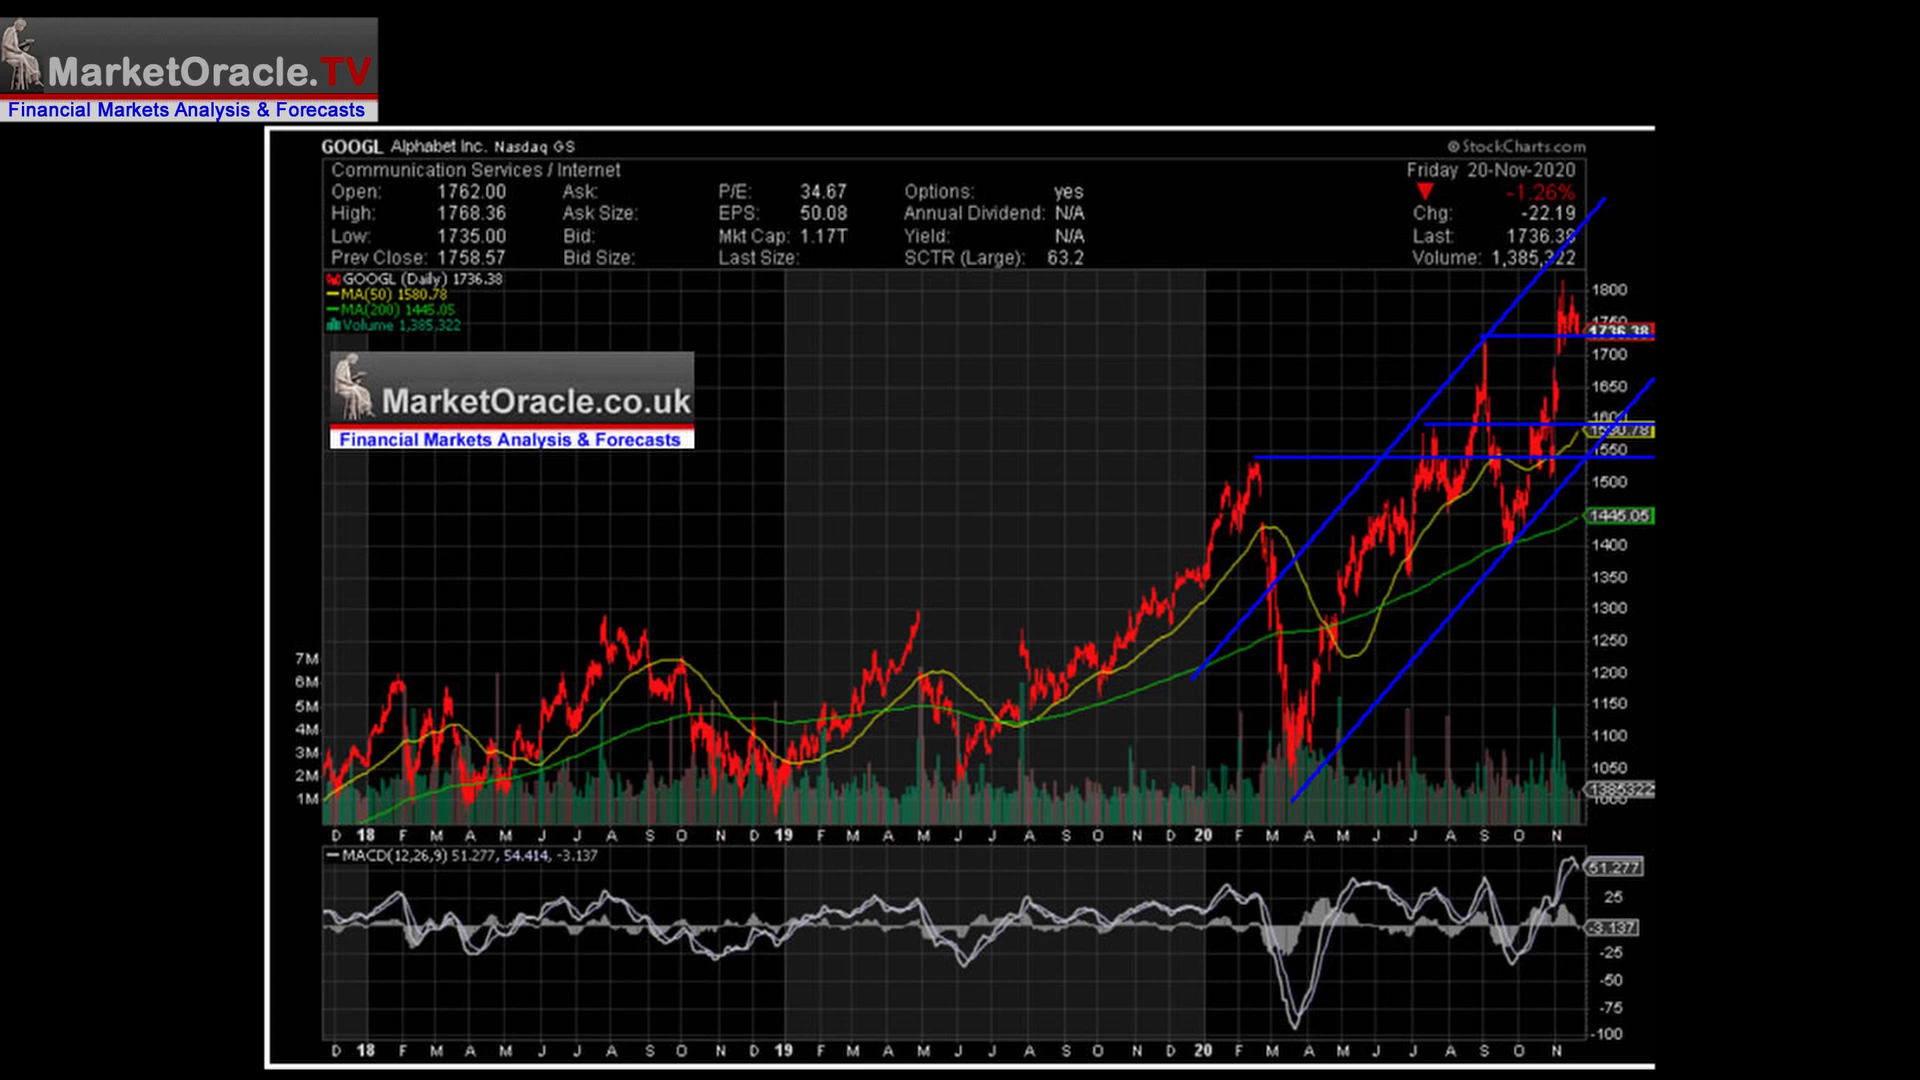 MarketOracle.TV
Financial Markets Analysis & Forecasts
GOOGL Alphabet Inc. Nasdaq GS
©StockCharts.com
Communication Services / Internet
Friday 20-Nov-2020
Open: 1762.00 Ask: P/E: 34.67 Options: yes
-1.26%
High: 1768.36 Ask Size: EPS: 50.08 Annual Dividend: N/A
Chg: -22.19
Low: 1735.00 Bid: Mkt Cap: 1.17T Yield: N/A
Last: 1736.38
Prev Close: 1758.57 Bid Size: Last Size: SCTR (Large): 63.2
Volume: 1,385,322
GOOGL (Daily) 1736.38
MA(50) 1580.78
MA(200) 1445.05
Volume 1,385,322
MarketOracle.co.uk
Financial Markets Analysis & Forecasts
1800
1750
1736.38
1700
1650
1600
1580.78
1550
1500
1445.05
1400
1350
1300
1250
1200
1150
1100
1050
1385322
1000
7M
6M
5M
4M
3M
2M
1M
D 18 F M A M J J A S O N D 19 F M A M J J A S O N D 20 F M A M J J A S O N
MACD(12,26,9) 51.277, 54.414, -3.137
51.277
25
-3.137
-25
-50
-75
-100
D 18 F M A M J J A S O N D 19 F M A M J J A S O N D 20 F M A M J J A S O N